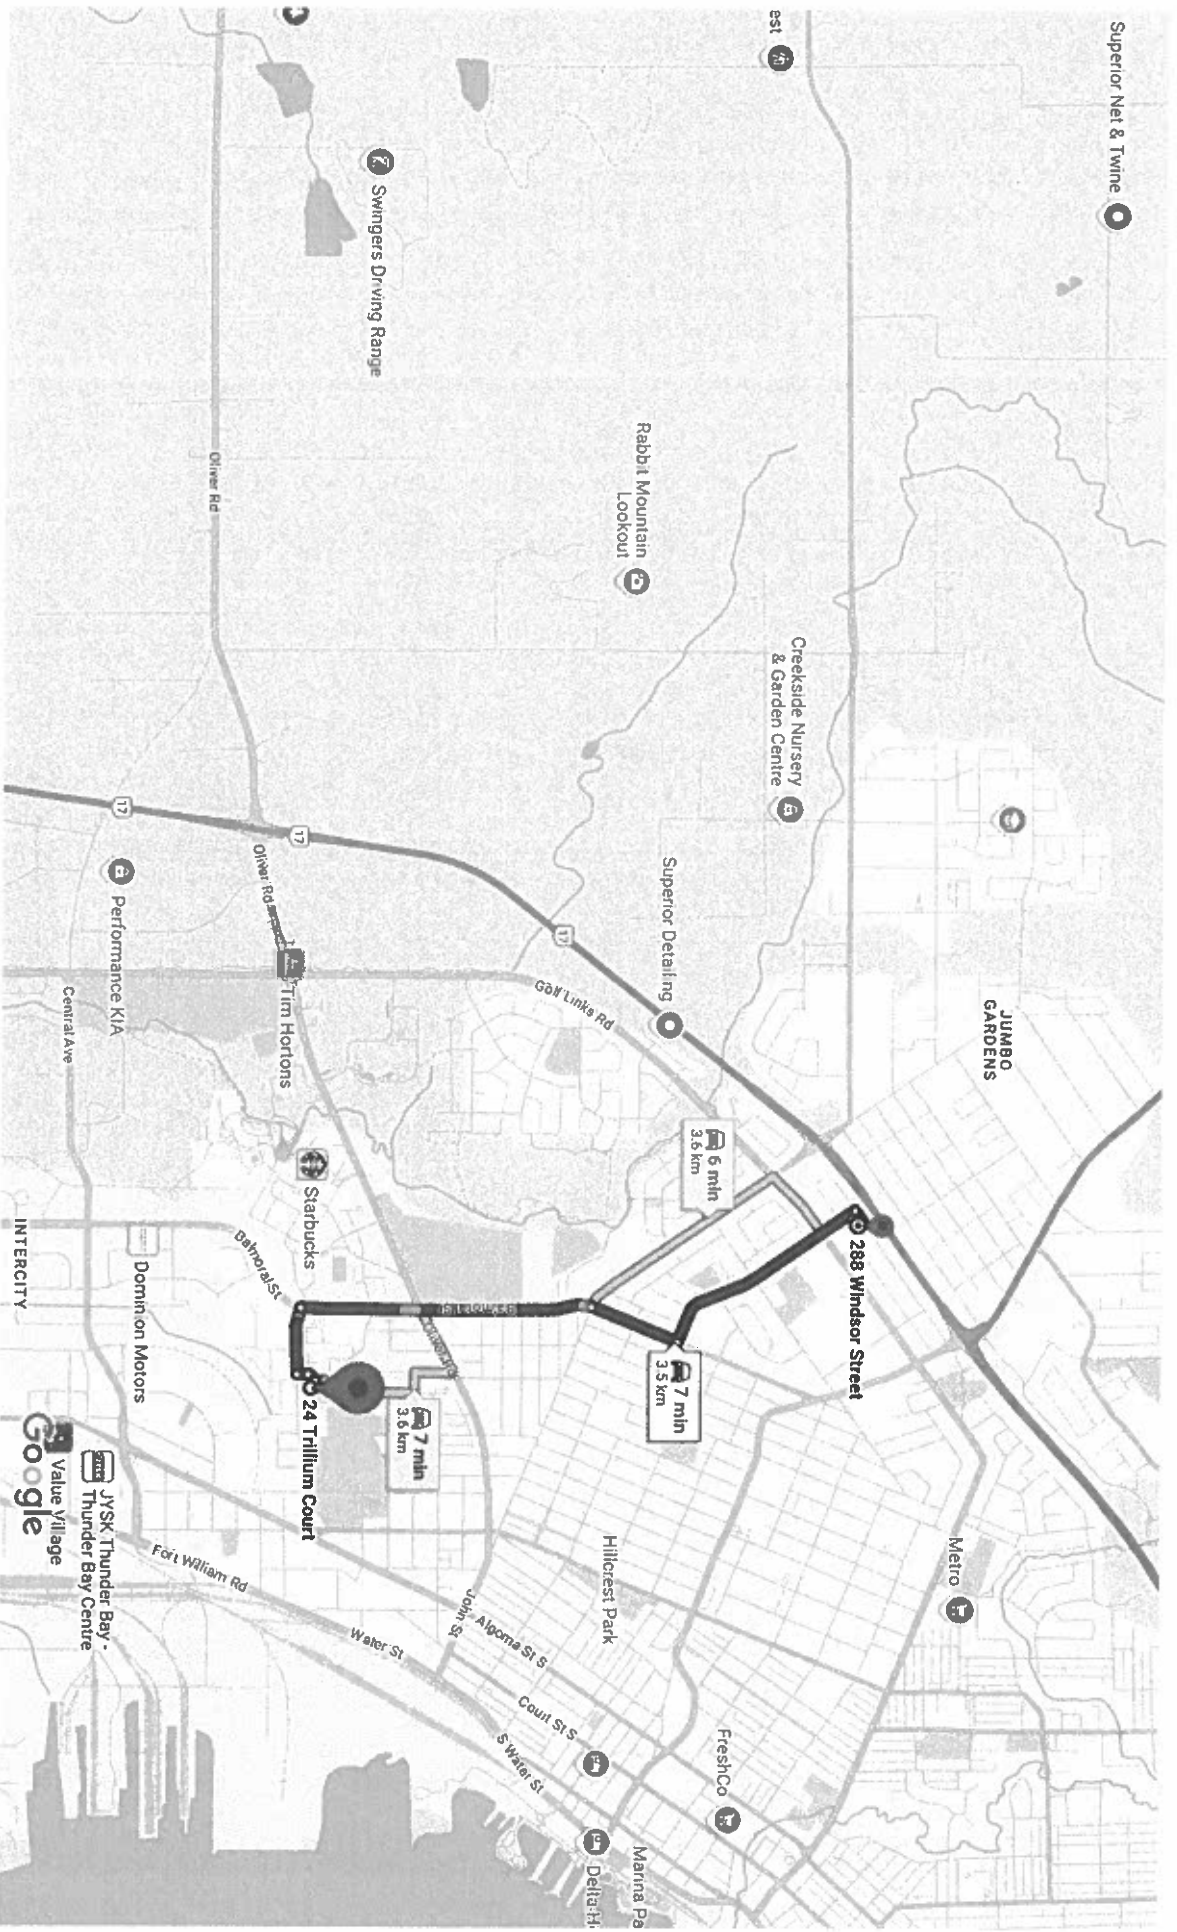 Superior Net & Twine
est
Swingers Driving Range
Oliver Rd
Rabbit Mountain
Lookout
Creekside Nursery
& Garden Centre
17
17
17
Oliver Rd
Performance KIA
Tim Hortons
Central Ave
Superior Detailing
Golf Links Rd
JUMBO
GARDENS
6 min
3.6 km
288 Windsor Street
Starbucks
Balmoral St
INTERCITY
Dominion Motors
7 min
3.5 km
7 min
3.6 km
24 Trillium Court
Google
Value Village
JYSK Thunder Bay -
Thunder Bay Centre
Fort William Rd
Water St
John St
Algoma St S
Court St S
S Water St
Hillcrest Park
Metro
FreshCo
Marina Pa
Delta H